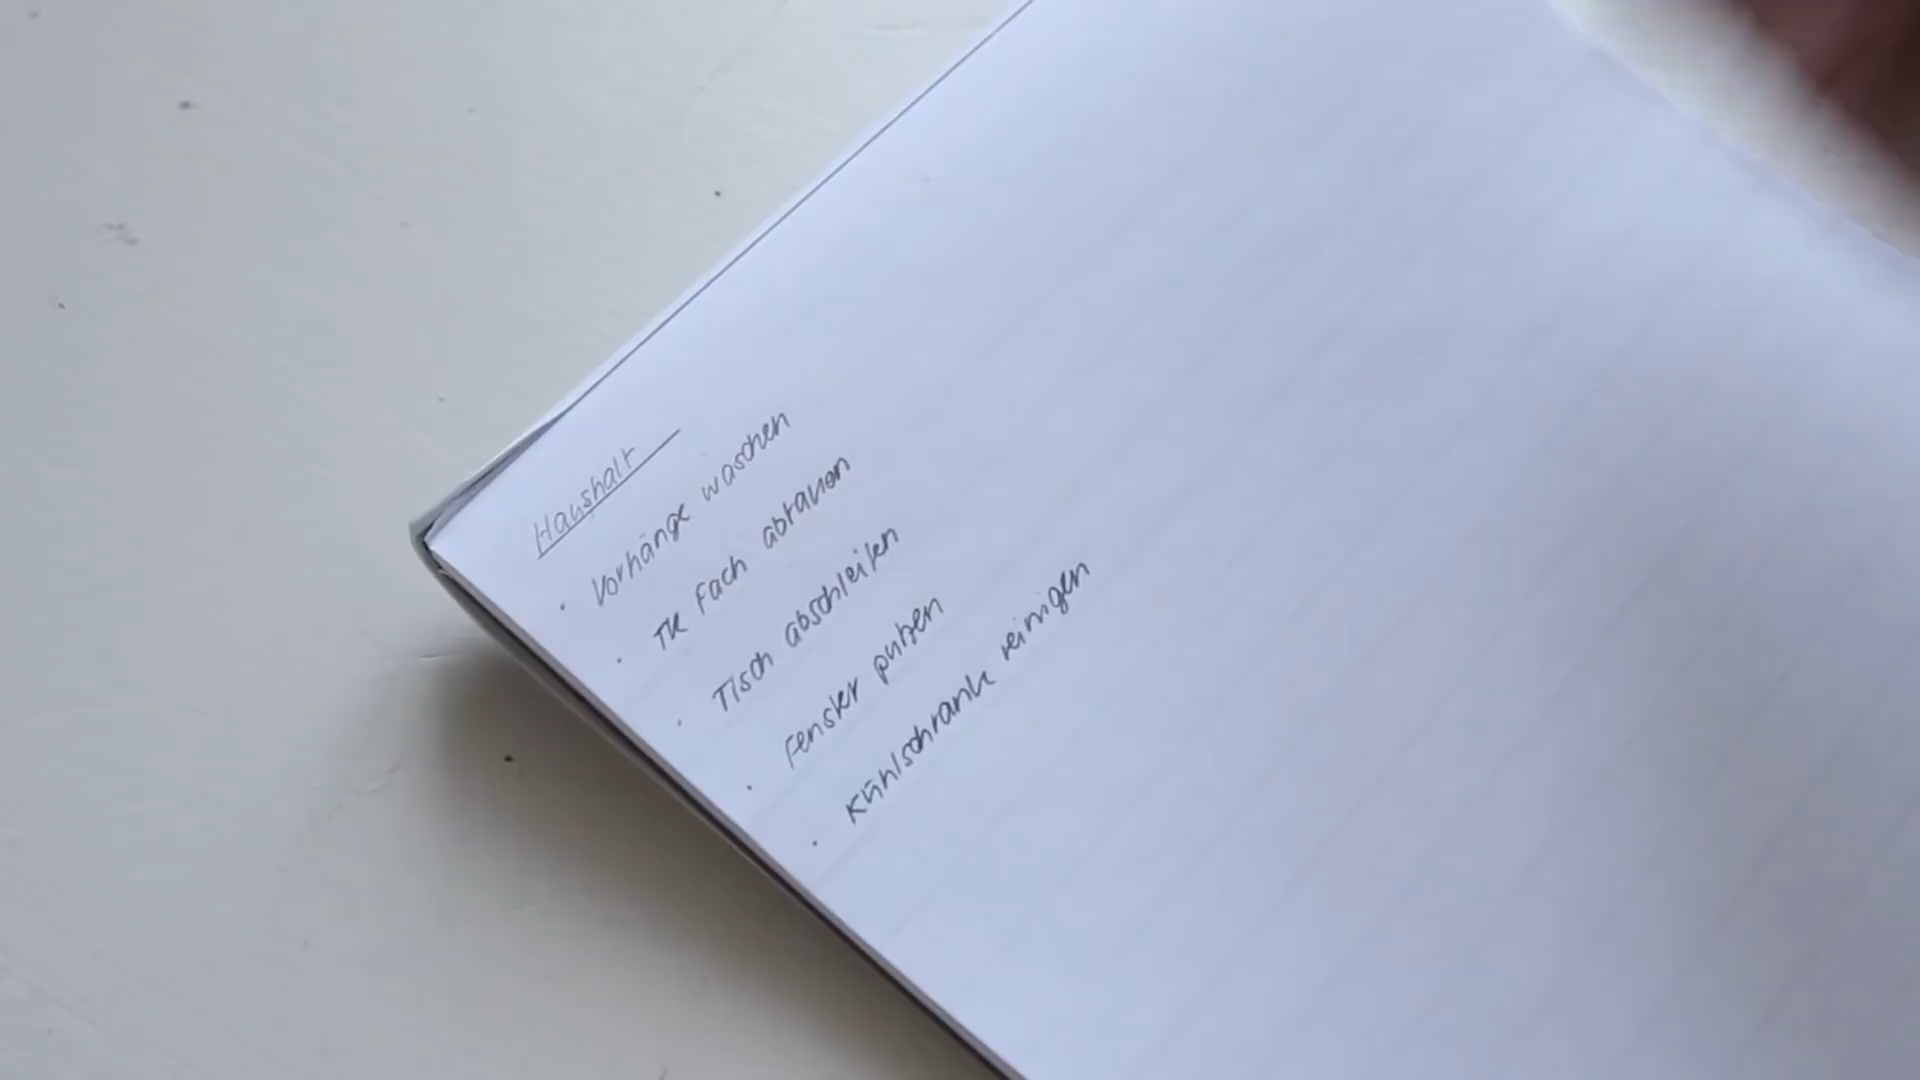 Haushalt
· Vorhänge waschen
· TK Fach abtauen
· Tisch abschleifen
· Fenster putzen
· Kühlschrank reinigen